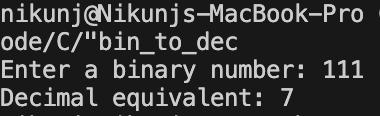 nikunj@Nikunjs-MacBook-Pro
ode/C/"bin_to_dec
Enter a binary number: 111
Decimal equivalent: 7